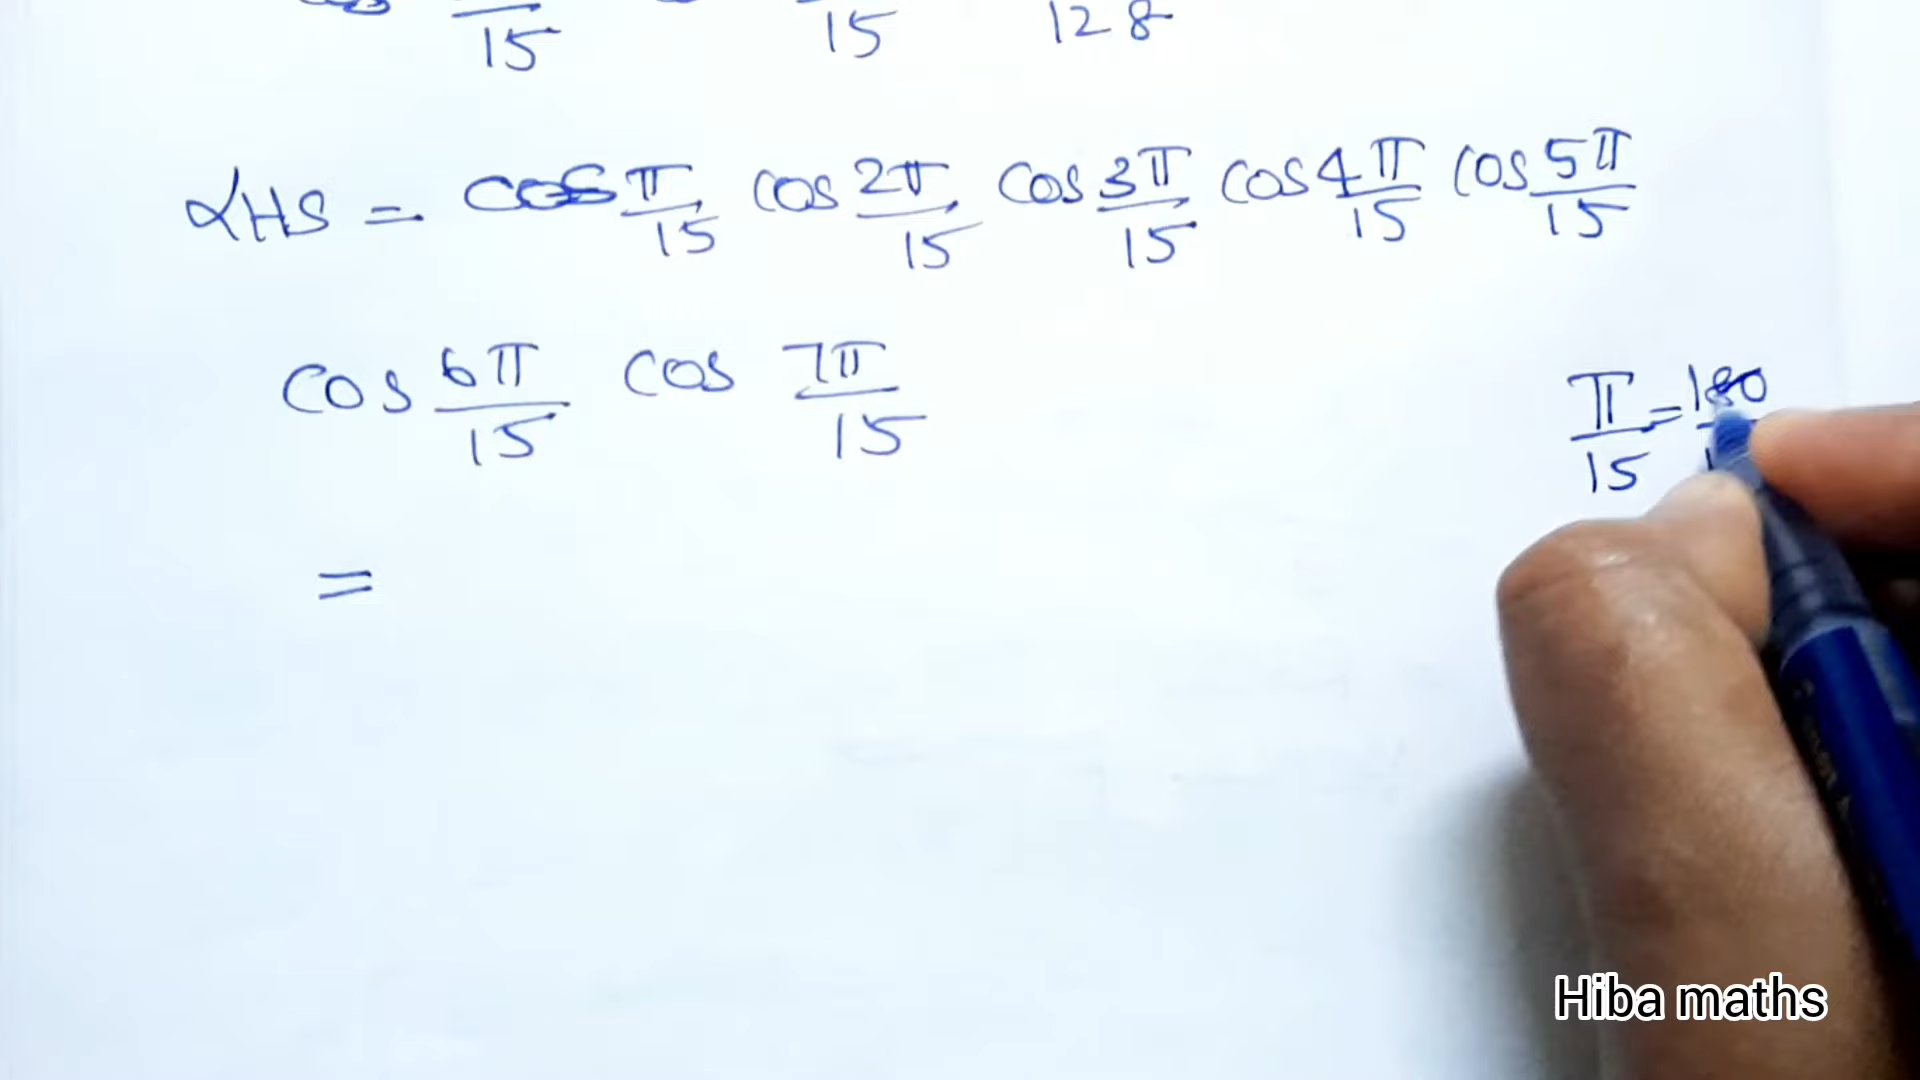 cos 15 15 128
LHS = cos π/15 cos 2π/15 cos 3π/15 cos 4π/15 cos 5π/15
cos 6π/15 cos 7π/15
π/15 = 180
=
Hiba maths